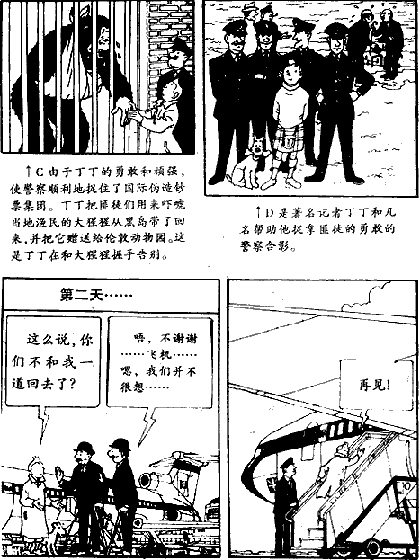 ↑C 由于丁丁的勇敢和顽强，
使警察顺利地抓住了国际伪造钞
票集团。丁丁把匪徒们用来吓唬
当地渔民的大猩猩从黑岛带了回
来，并把它赠送给伦敦动物园。这
是丁丁在和大猩猩握手告别。
↑D 是著名记者丁丁和几
名帮助他捉拿匪徒的勇敢的
警察合影。
第二天……
这么说，你
们不和我一
道回去了？
唔，不谢谢
……飞机……
嗯，我们并不
很想……
再见！